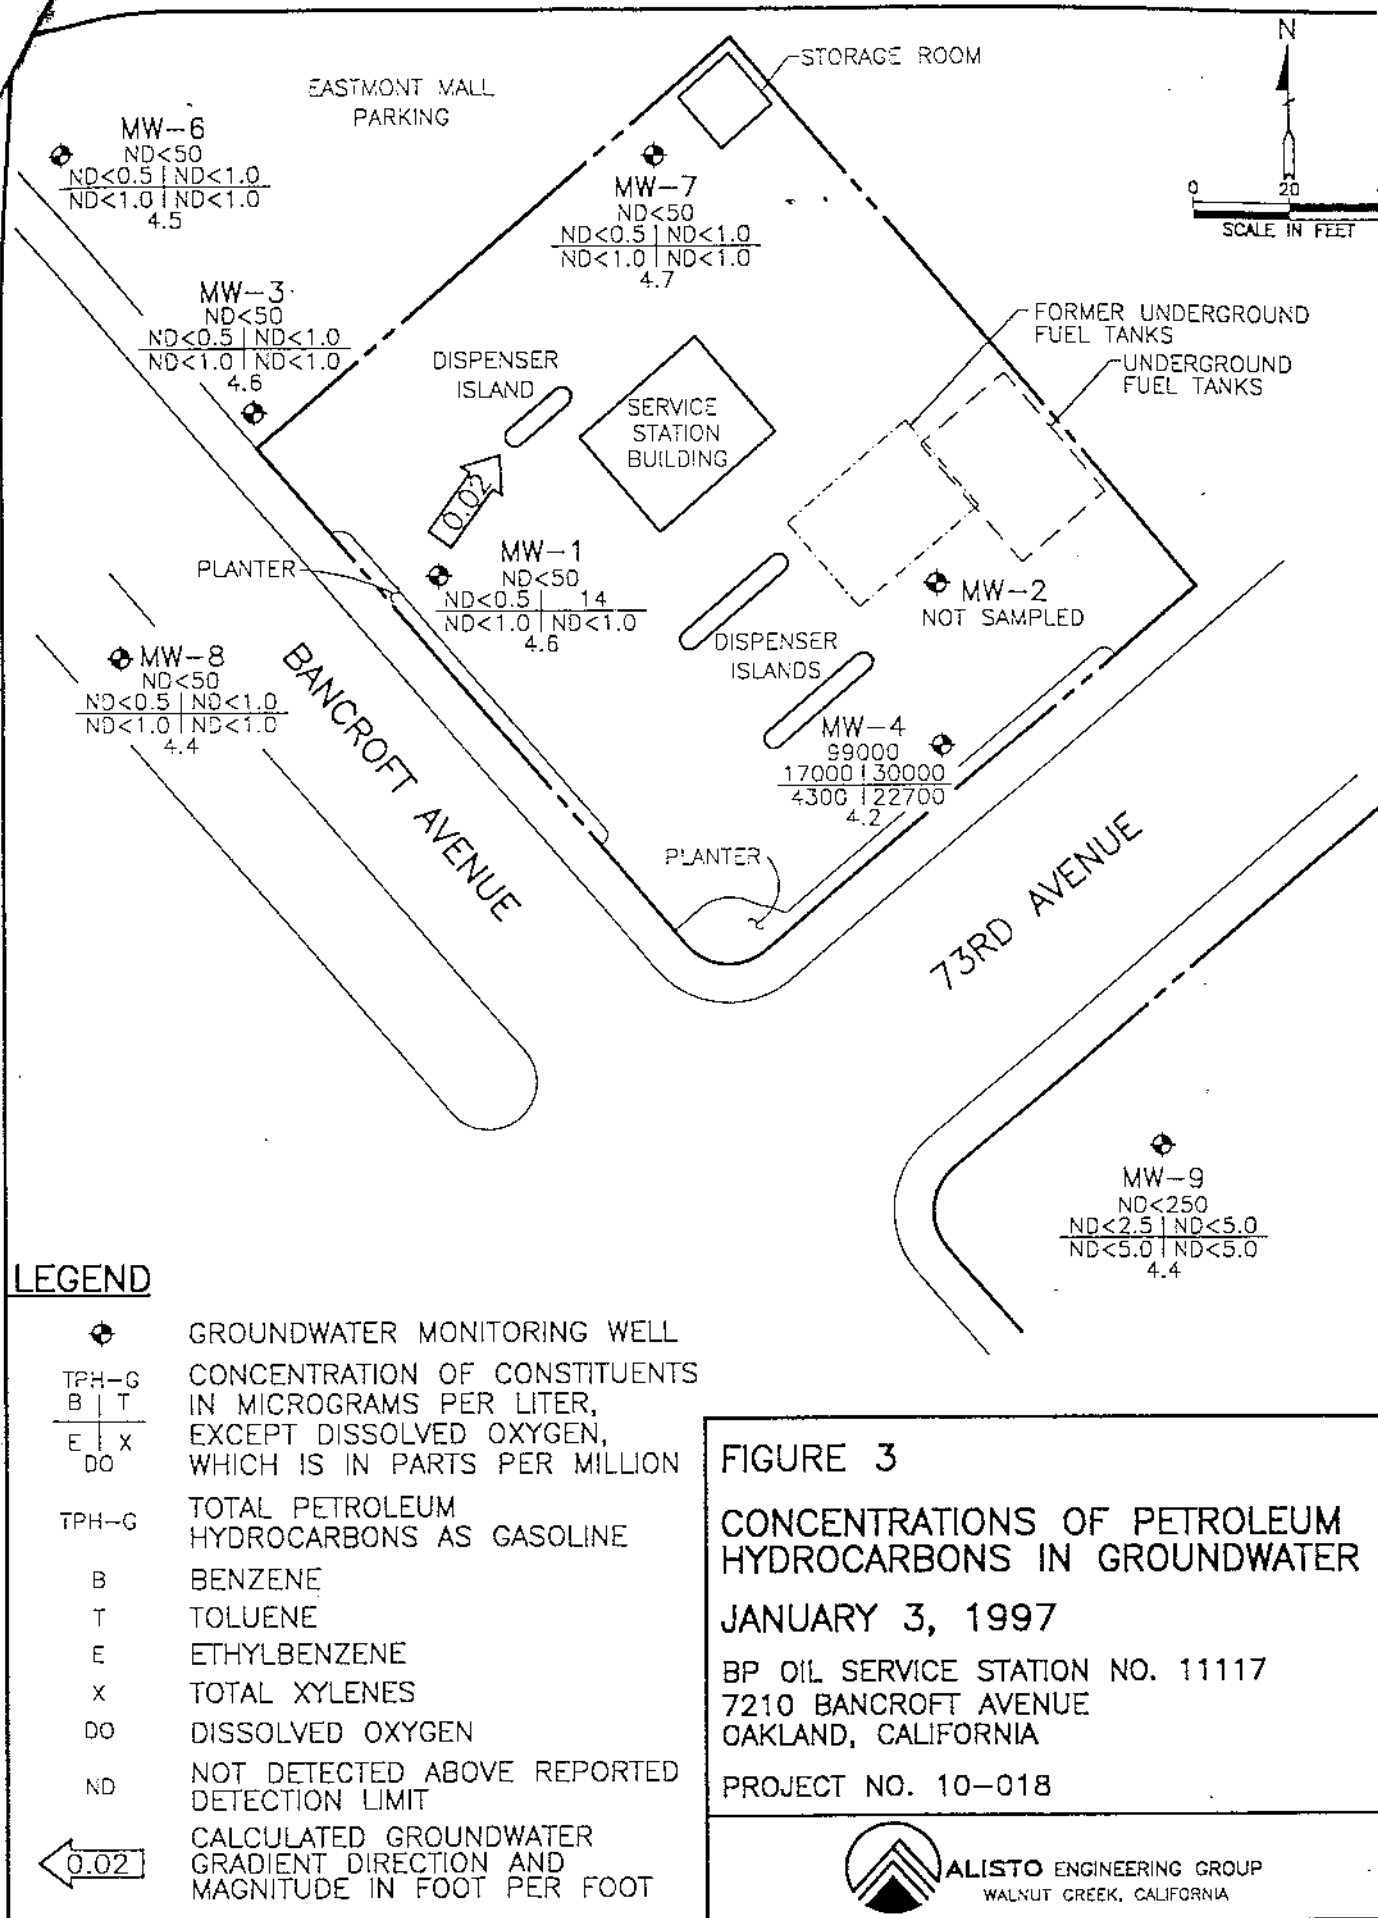 EASTMONT MALL
PARKING
STORAGE ROOM
N
0 20
SCALE IN FEET
MW-6
ND<50
ND<0.5 | ND<1.0
ND<1.0 | ND<1.0
4.5
MW-7
ND<50
ND<0.5 | ND<1.0
ND<1.0 | ND<1.0
4.7
MW-3
ND<50
ND<0.5 | ND<1.0
ND<1.0 | ND<1.0
4.6
FORMER UNDERGROUND
FUEL TANKS
UNDERGROUND
FUEL TANKS
DISPENSER
ISLAND
SERVICE
STATION
BUILDING
0.02
MW-1
ND<50
ND<0.5 | 14
ND<1.0 | ND<1.0
4.6
PLANTER
MW-2
NOT SAMPLED
DISPENSER
ISLANDS
MW-8
ND<50
ND<0.5 | ND<1.0
ND<1.0 | ND<1.0
4.4
BANCROFT AVENUE
MW-4
99000
17000 | 30000
4300 | 22700
4.2
PLANTER
73RD AVENUE
MW-9
ND<250
ND<2.5 | ND<5.0
ND<5.0 | ND<5.0
4.4
LEGEND
GROUNDWATER MONITORING WELL
TPH-G
B | T
E | X
DO
CONCENTRATION OF CONSTITUENTS
IN MICROGRAMS PER LITER,
EXCEPT DISSOLVED OXYGEN,
WHICH IS IN PARTS PER MILLION
TPH-G TOTAL PETROLEUM
HYDROCARBONS AS GASOLINE
B BENZENE
T TOLUENE
E ETHYLBENZENE
X TOTAL XYLENES
DO DISSOLVED OXYGEN
ND NOT DETECTED ABOVE REPORTED
DETECTION LIMIT
0.02 CALCULATED GROUNDWATER
GRADIENT DIRECTION AND
MAGNITUDE IN FOOT PER FOOT
FIGURE 3
CONCENTRATIONS OF PETROLEUM
HYDROCARBONS IN GROUNDWATER
JANUARY 3, 1997
BP OIL SERVICE STATION NO. 11117
7210 BANCROFT AVENUE
OAKLAND, CALIFORNIA
PROJECT NO. 10-018
ALISTO ENGINEERING GROUP
WALNUT CREEK, CALIFORNIA